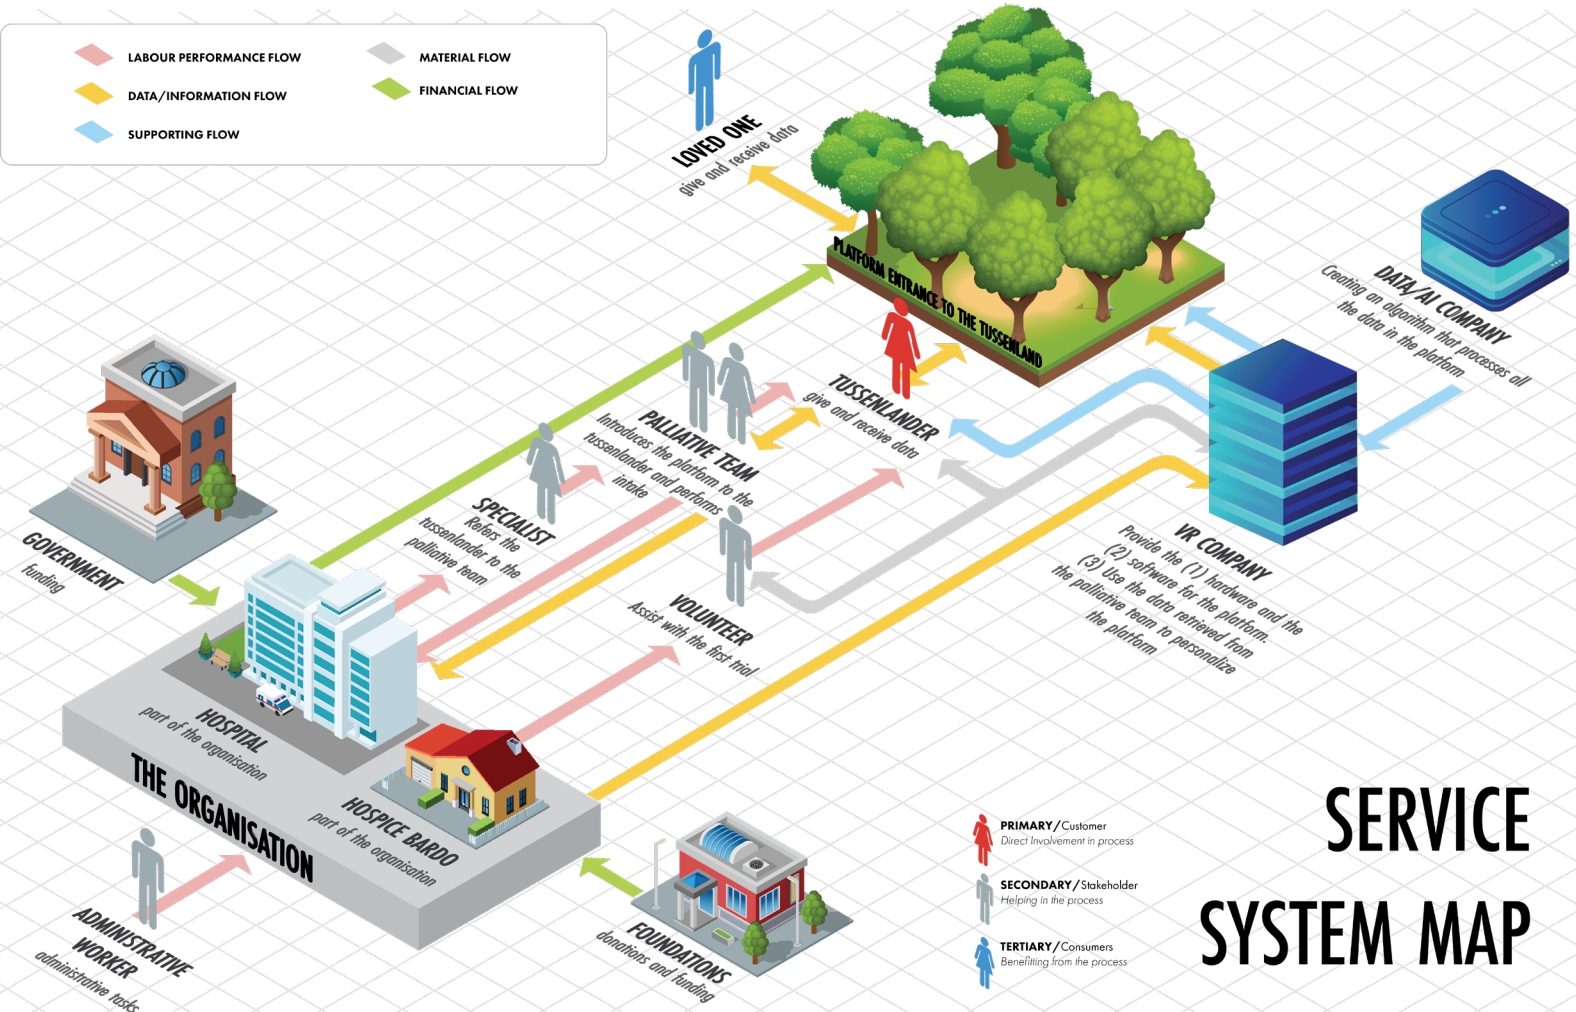 LABOUR PERFORMANCE FLOW
DATA/INFORMATION FLOW
SUPPORTING FLOW
MATERIAL FLOW
FINANCIAL FLOW
LOVED ONE
give and receive data
PLATFORM ENTRANCE TO THE TUSSENLAND
DATA/AI COMPANY
Creating an algorithm that processes all
the data in the platform
TUSSENLANDER
give and receive data
PALLIATIVE TEAM
Introduces the platform to the
tussenlander and performs
intake
SPECIALIST
Refers the
tussenlander to the
palliative team
GOVERNMENT
funding
VOLUNTEER
Assist with the first trial
VR COMPANY
Provide the (1) hardware and the
(2) software for the platform.
(3) Use the data retrieved from
the palliative team to personalize
the platform
HOSPITAL
part of the organisation
HOSPICE BARDO
part of the organisation
THE ORGANISATION
ADMINISTRATIVE
WORKER
administrative tasks
FOUNDATIONS
donations and funding
PRIMARY/Customer
Direct Involvement in process
SECONDARY/Stakeholder
Helping in the process
TERTIARY/Consumers
Benefitting from the process
SERVICE
SYSTEM MAP